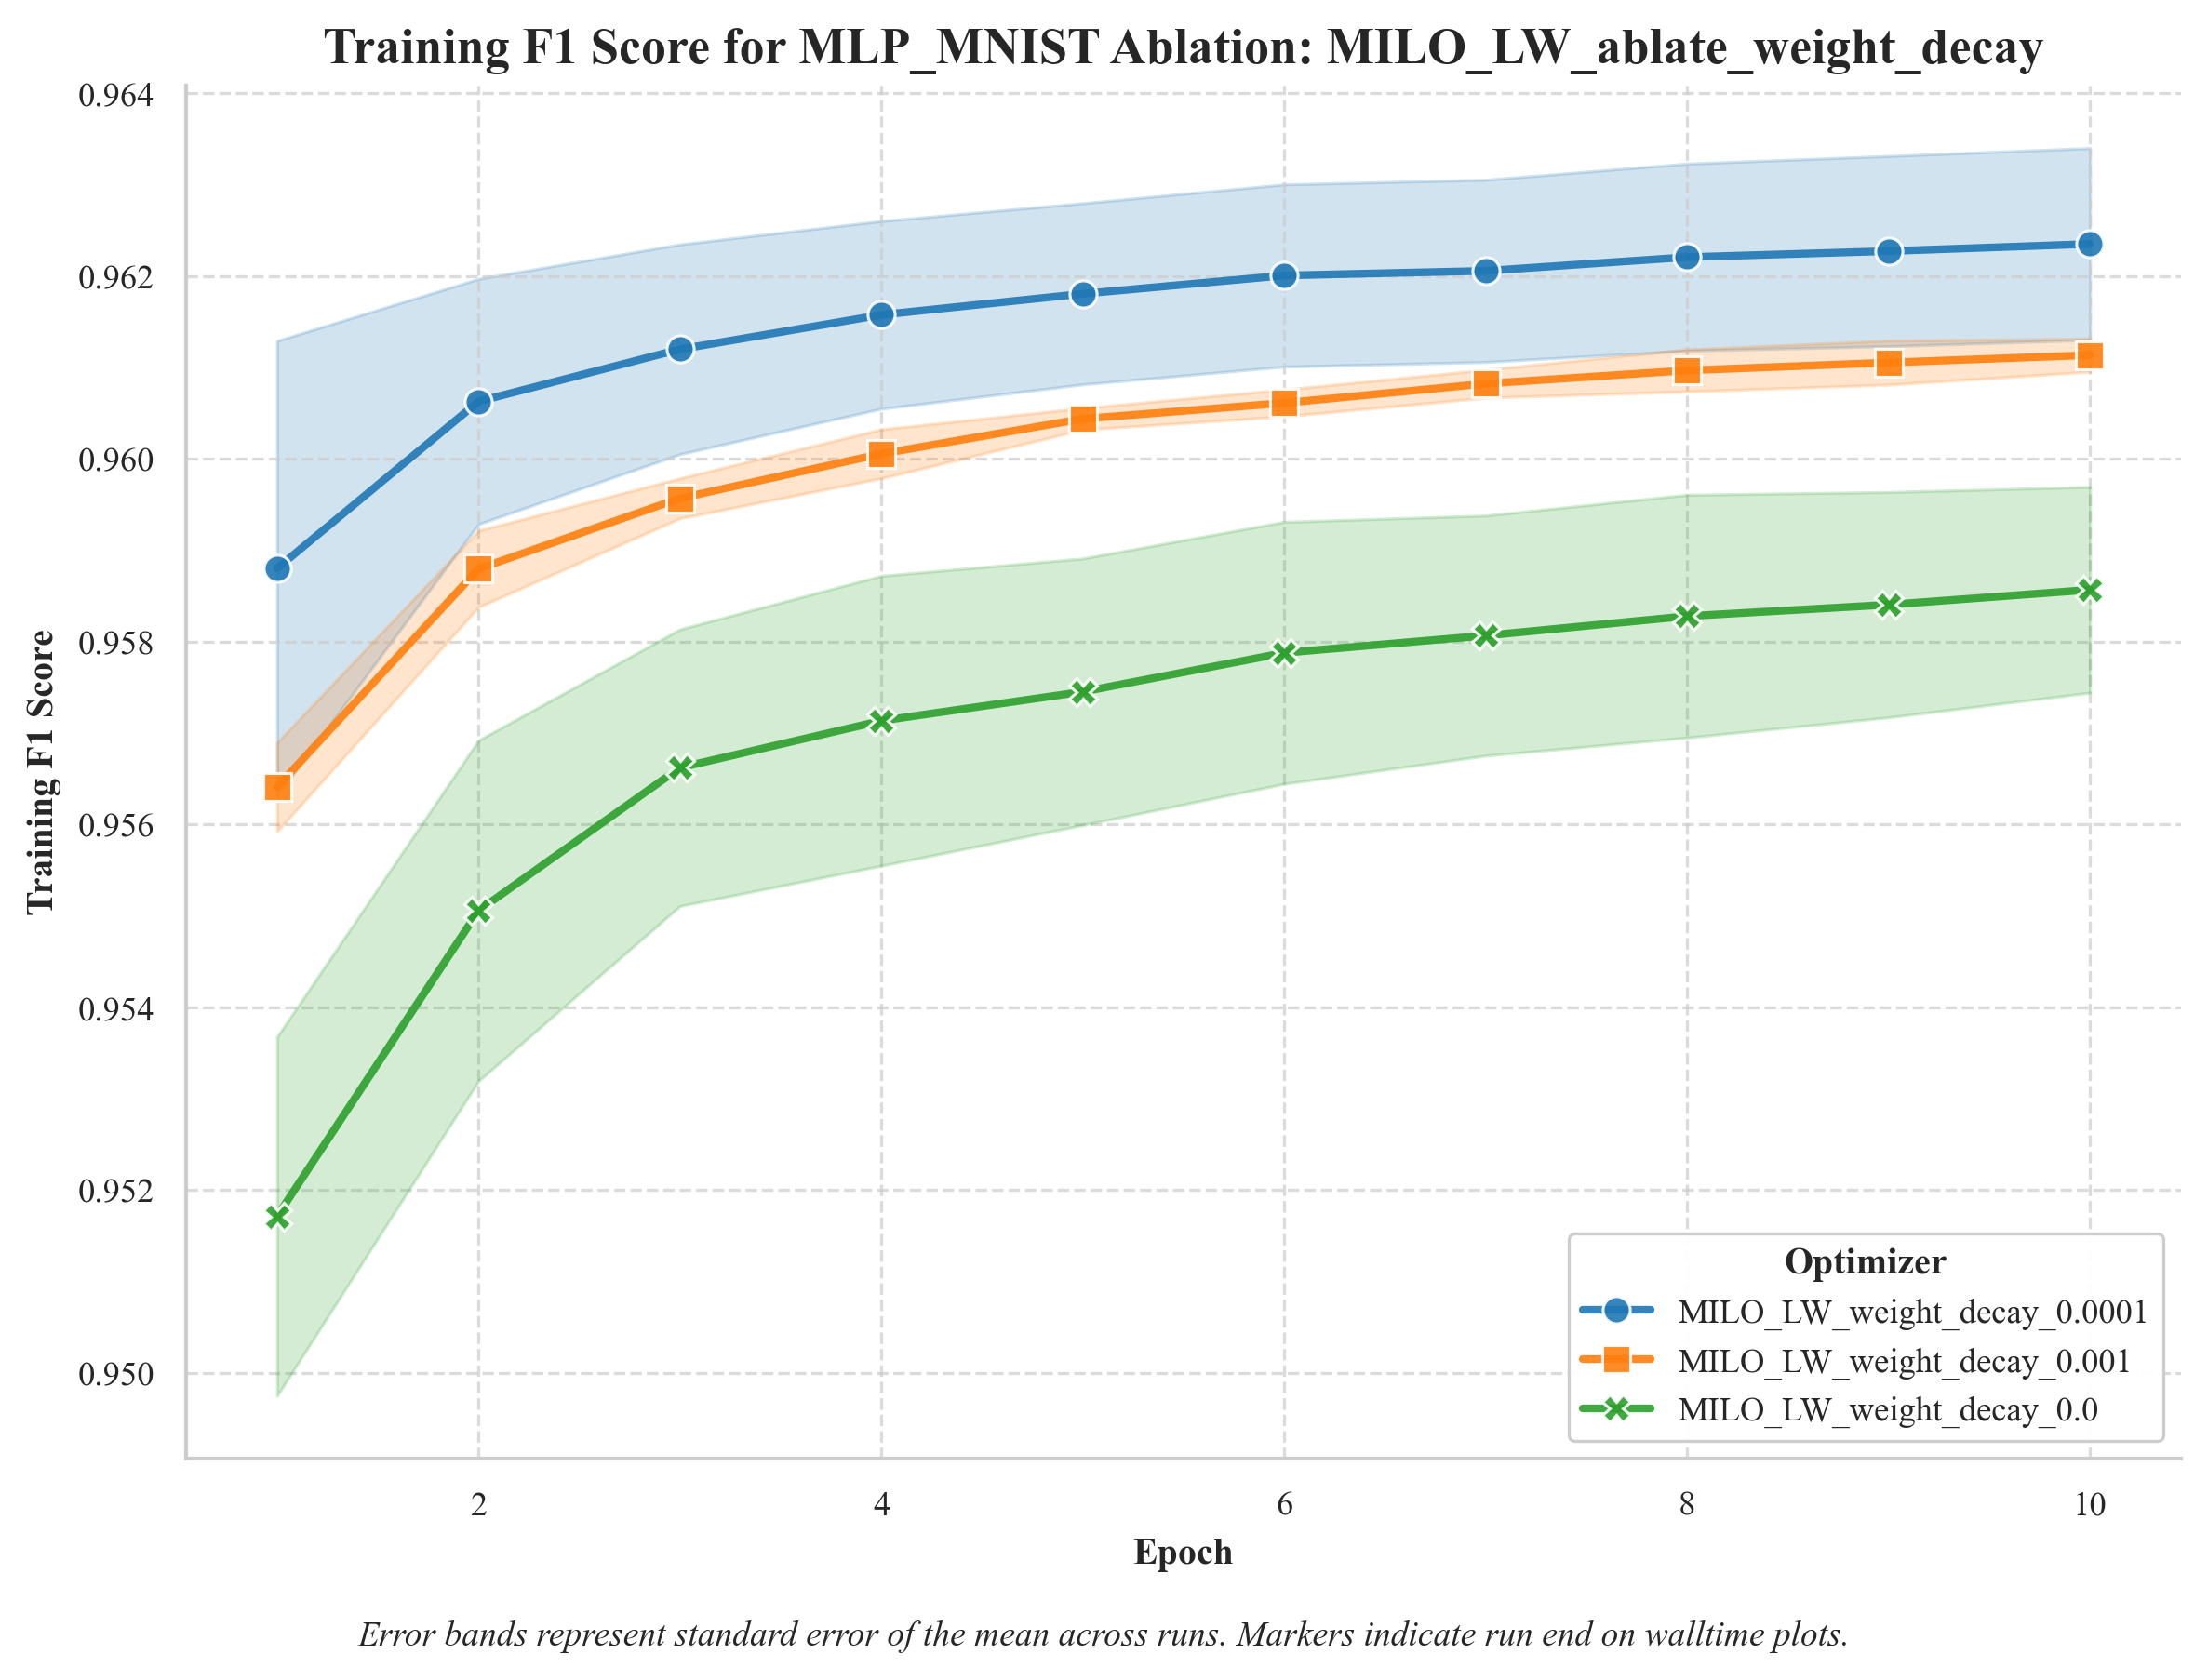 Training F1 Score for MLP_MNIST Ablation: MILO_LW_ablate_weight_decay
Training F1 Score
0.964
0.962
0.960
0.958
0.956
0.954
0.952
0.950
2
4
6
8
10
Epoch
Optimizer
MILO_LW_weight_decay_0.0001
MILO_LW_weight_decay_0.001
MILO_LW_weight_decay_0.0
Error bands represent standard error of the mean across runs. Markers indicate run end on walltime plots.